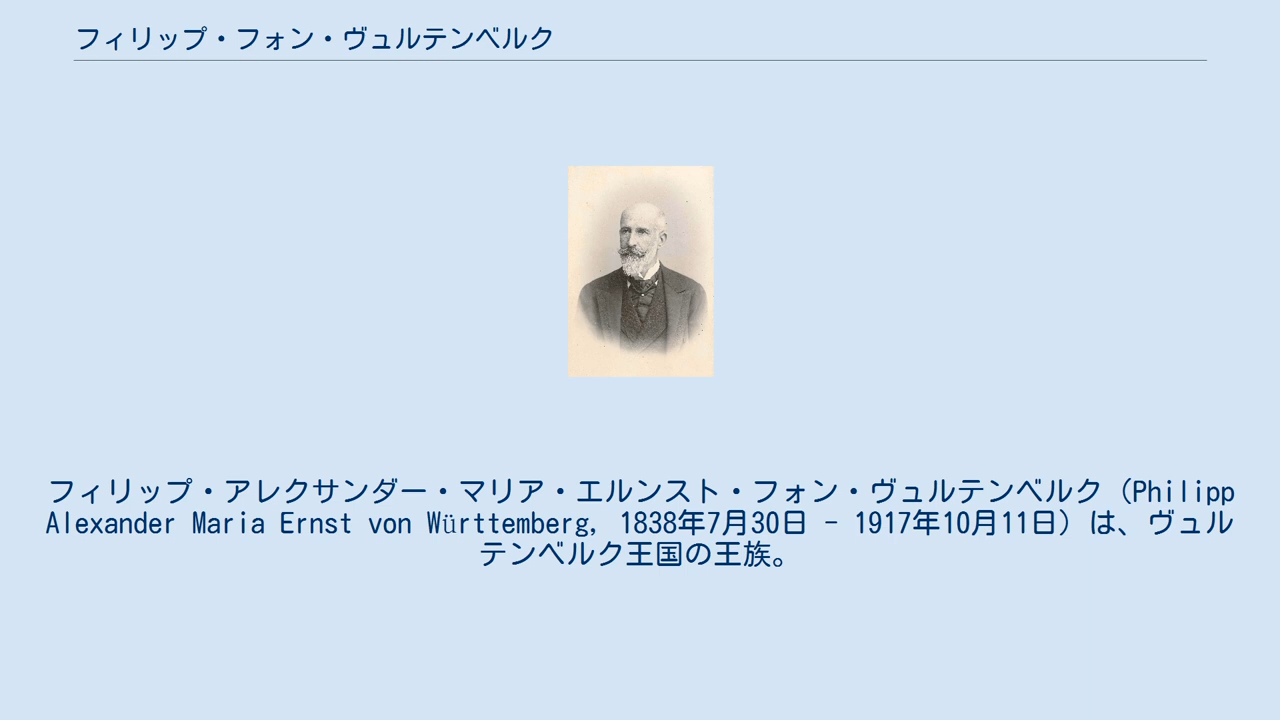 フィリップ・フォン・ヴュルテンベルク
フィリップ・アレクサンダー・マリア・エルンスト・フォン・ヴュルテンベルク（Philipp
Alexander Maria Ernst von Württemberg, 1838年7月30日 - 1917年10月11日）は、ヴュル
テンベルク王国の王族。